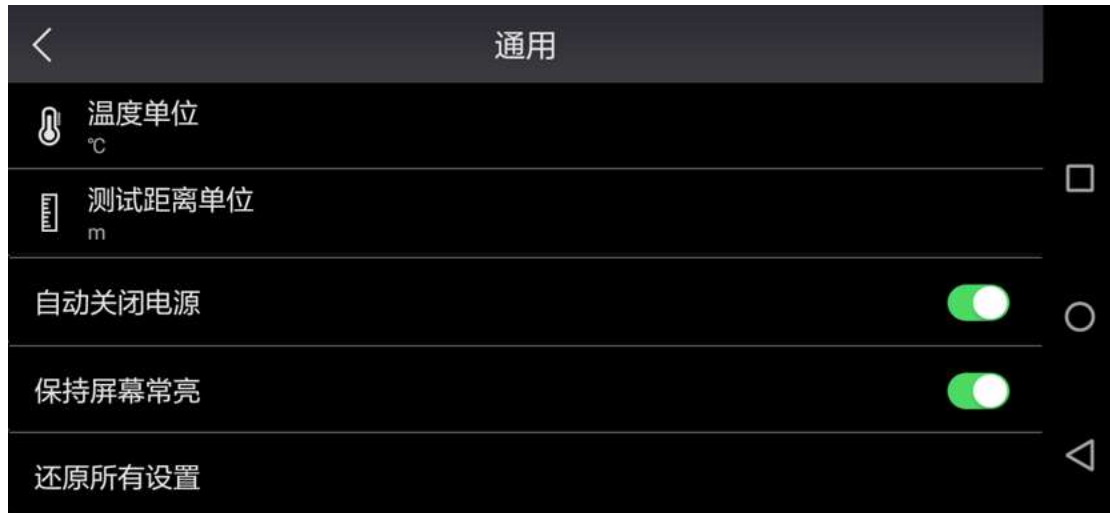 通用
温度单位
℃
测试距离单位
m
自动关闭电源
保持屏幕常亮
还原所有设置